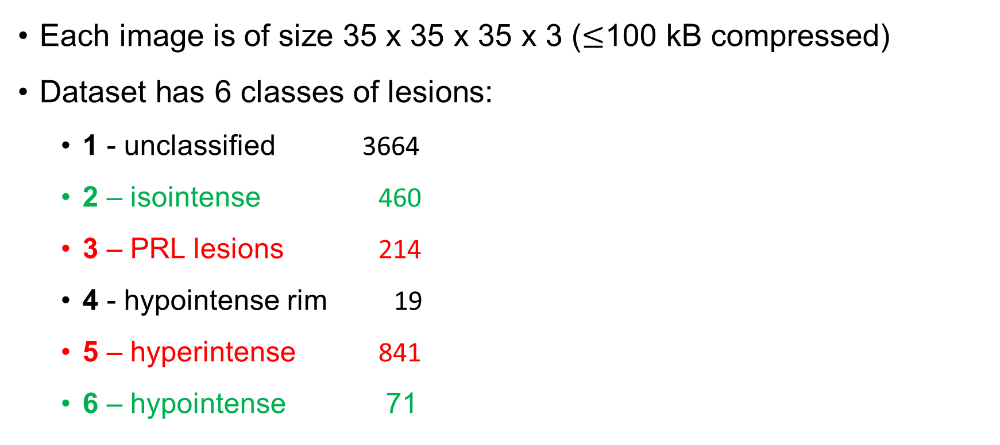 • Each image is of size 35 x 35 x 35 x 3 (≤100 kB compressed)
• Dataset has 6 classes of lesions:
• 1 - unclassified 3664
• 2 – isointense 460
• 3 – PRL lesions 214
• 4 - hypointense rim 19
• 5 – hyperintense 841
• 6 – hypointense 71